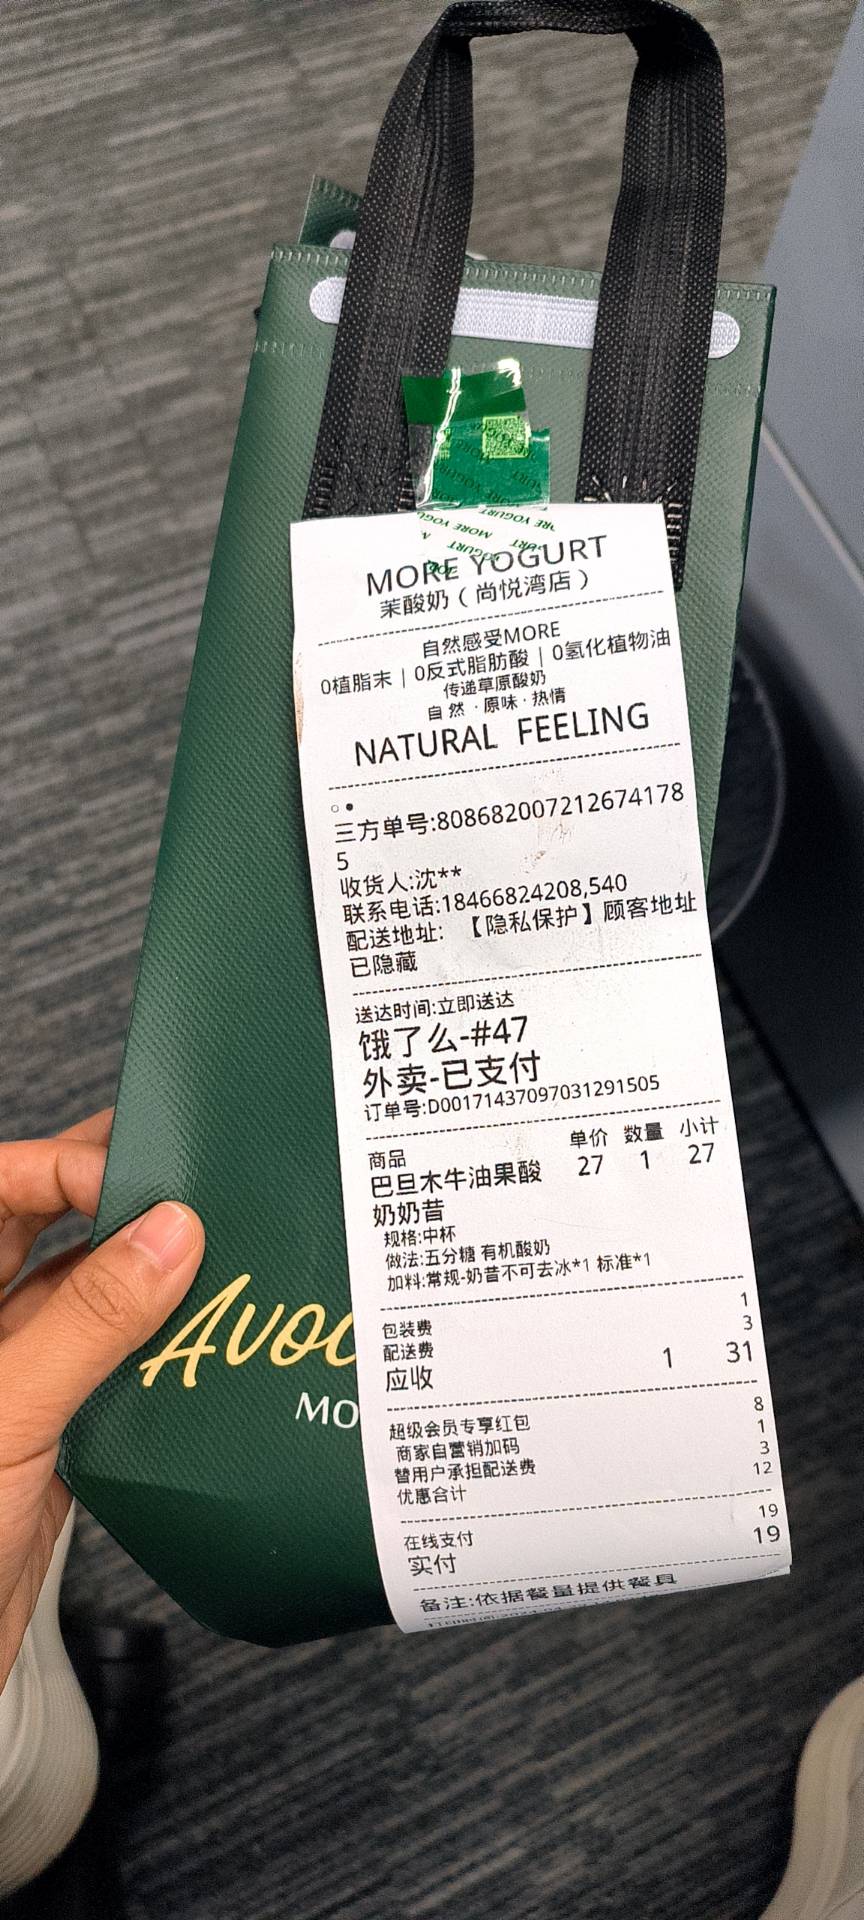 MORE YOGURT
茉酸奶（尚悦湾店）
自然感受MORE
0植脂末｜0反式脂肪酸｜0氢化植物油
传递草原酸奶
自然·原味·热情
NATURAL FEELING
三方单号:808682007212674178
5
收货人:沈**
联系电话:18466824208,540
配送地址: 【隐私保护】顾客地址
已隐藏
送达时间:立即送达
饿了么-#47
外卖-已支付
订单号:D00171437097031291505
商品 单价 数量 小计
巴旦木牛油果酸 27 1 27
奶奶昔
规格:中杯
做法:五分糖 有机酸奶
加料:常规-奶昔不可去冰*1 标准*1
包装费 1
配送费 3
应收 1 31
超级会员专享红包 8
商家自营销加码 1
替用户承担配送费 3
优惠合计 12
在线支付 19
实付 19
备注:依据餐量提供餐具
Avoc
MO